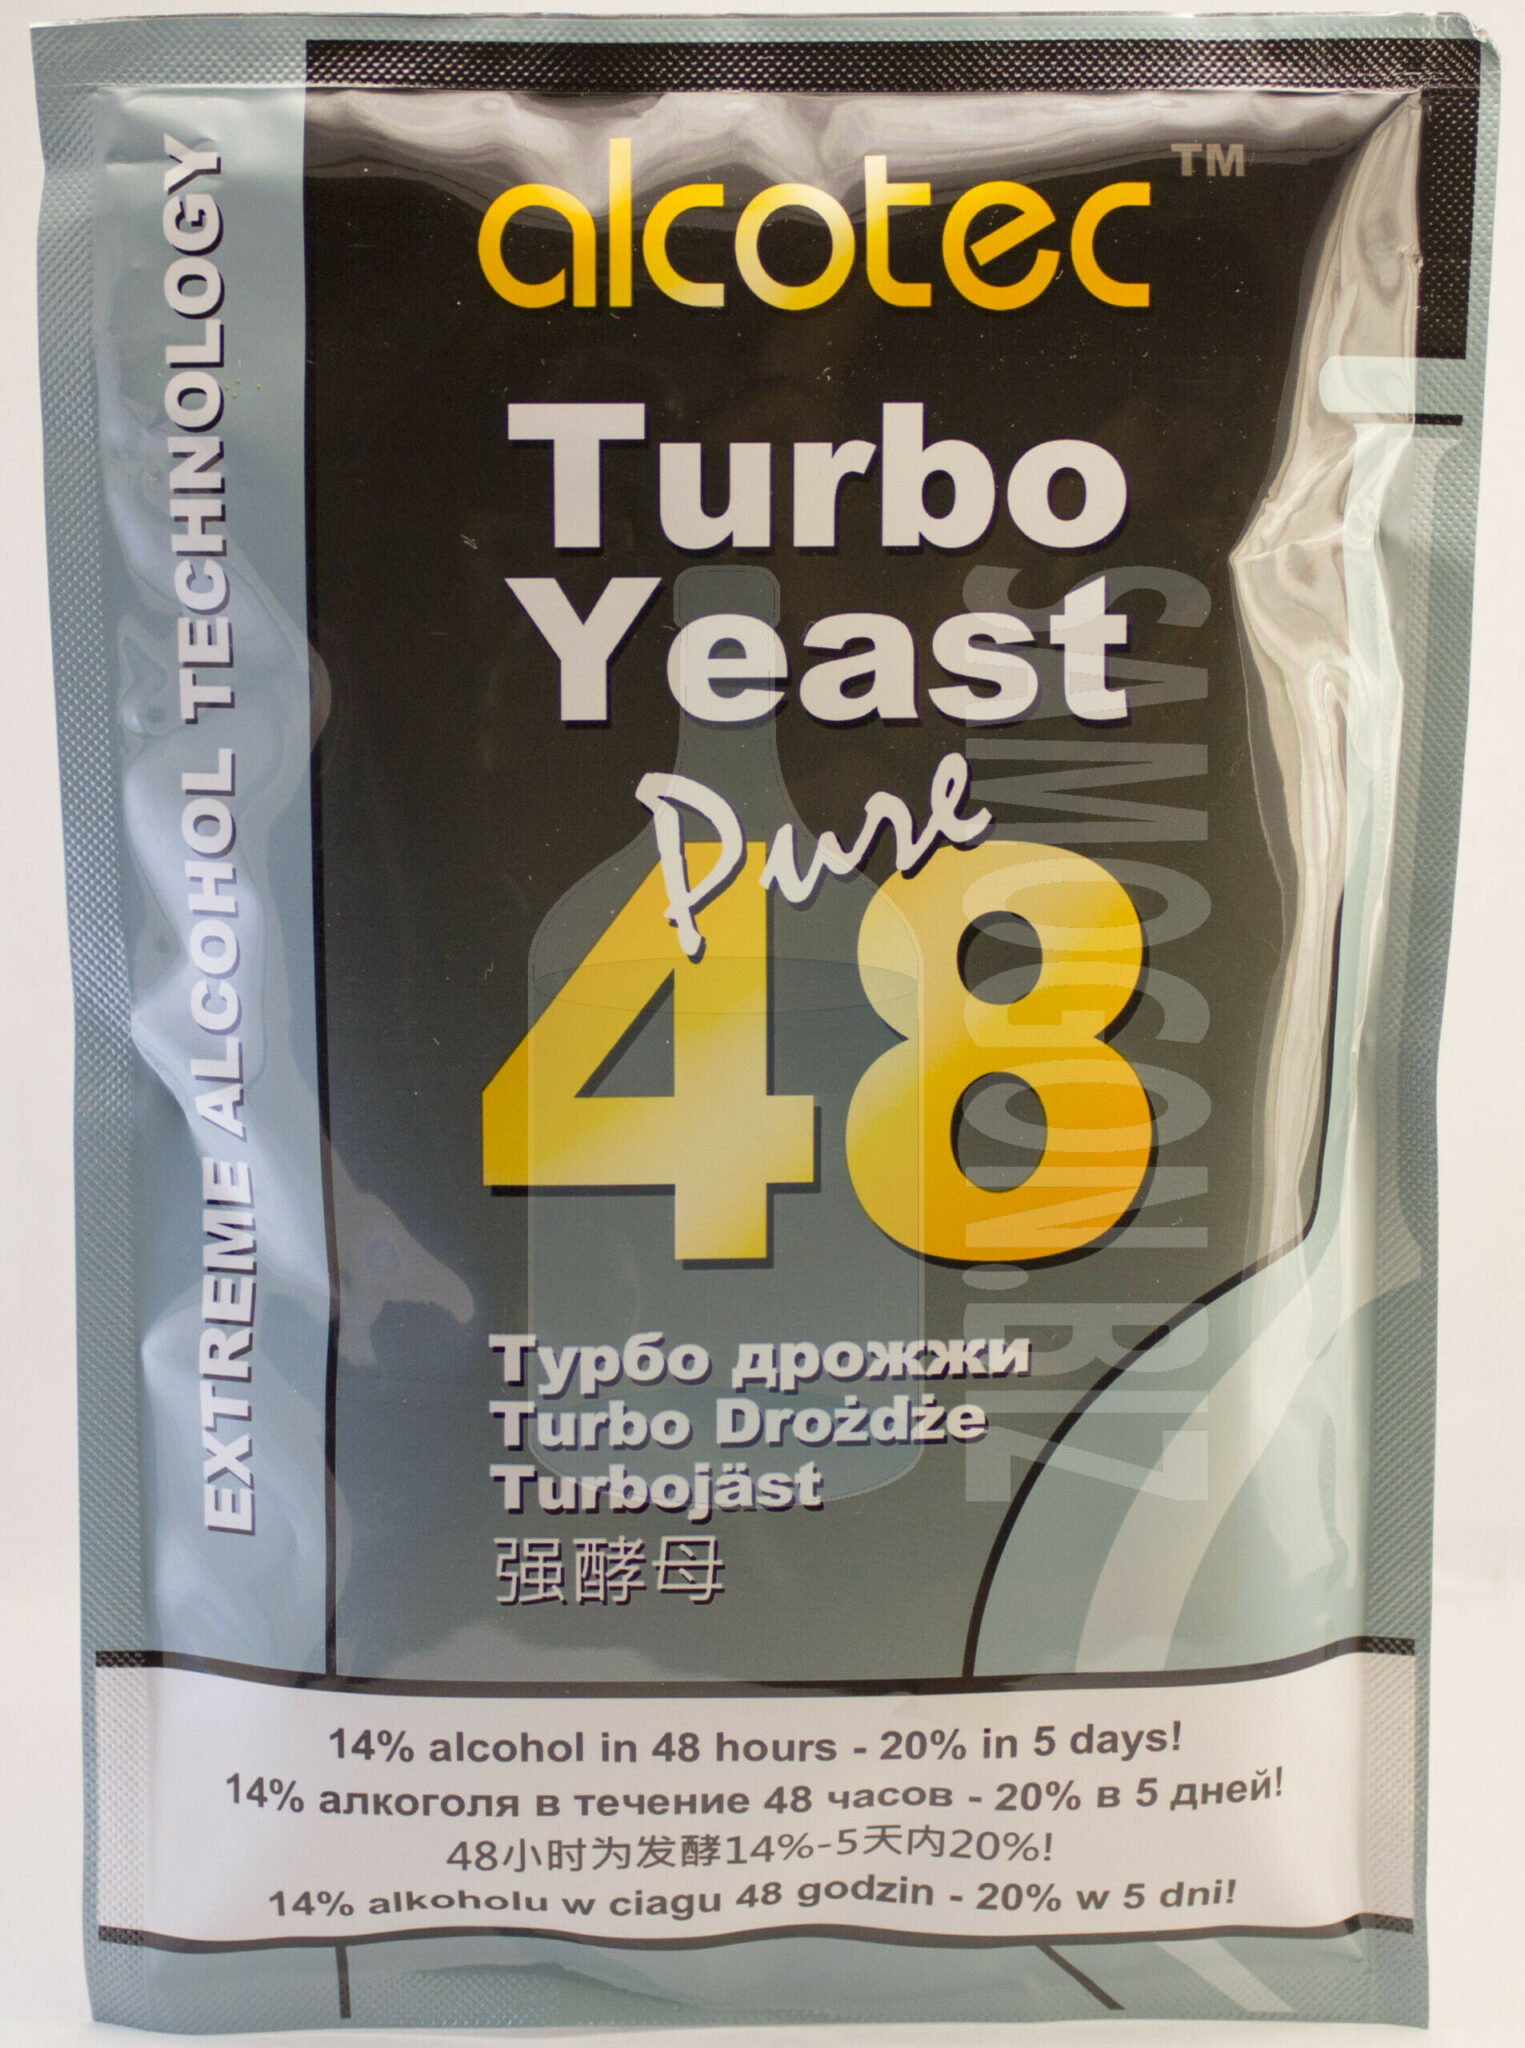 alcotec TM
Turbo
Yeast
Pure
48
EXTREME ALCOHOL TECHNOLOGY
SAMOGON.BIZ
Турбо дрожжи
Turbo Drożdże
Turbojäst
强酵母
14% alcohol in 48 hours - 20% in 5 days!
14% алкоголя в течение 48 часов - 20% в 5 дней!
48小时为发酵14%-5天内20%!
14% alkoholu w ciagu 48 godzin - 20% w 5 dni!